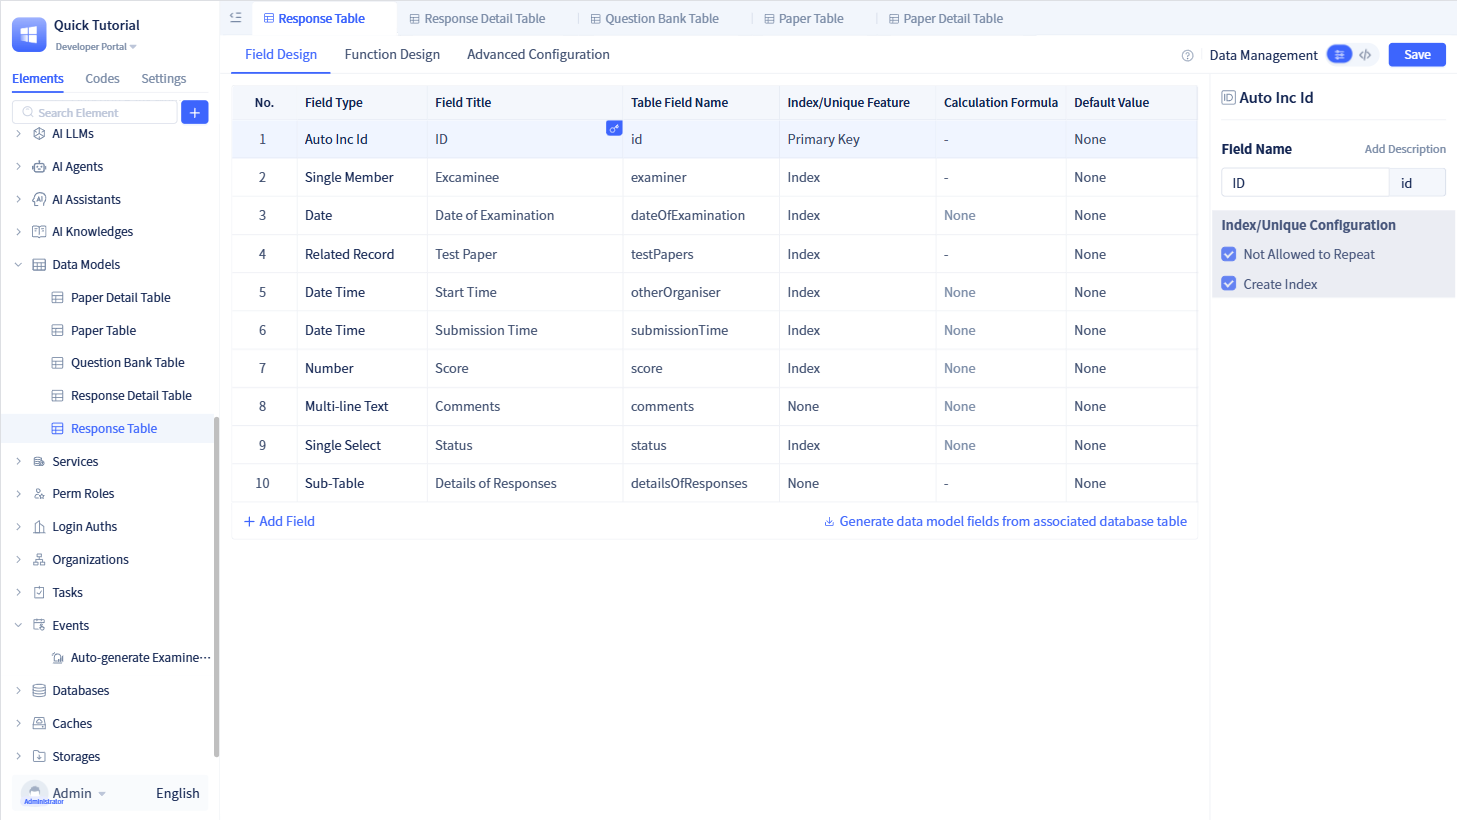 Quick Tutorial
Developer Portal
Elements Codes Settings
Search Element
AI LLMs
AI Agents
AI Assistants
AI Knowledges
Data Models
Paper Detail Table
Paper Table
Question Bank Table
Response Detail Table
Response Table
Services
Perm Roles
Login Auths
Organizations
Tasks
Events
Auto-generate Examine···
Databases
Caches
Storages
Admin
Administrator
English
Response Table Response Detail Table Question Bank Table Paper Table Paper Detail Table
Field Design Function Design Advanced Configuration
Data Management </> Save
No. Field Type Field Title Table Field Name Index/Unique Feature Calculation Formula Default Value
1 Auto Inc Id ID id Primary Key - None
2 Single Member Excaminee examiner Index - None
3 Date Date of Examination dateOfExamination Index None None
4 Related Record Test Paper testPapers Index - None
5 Date Time Start Time otherOrganiser Index None None
6 Date Time Submission Time submissionTime Index None None
7 Number Score score Index None None
8 Multi-line Text Comments comments None None None
9 Single Select Status status Index None None
10 Sub-Table Details of Responses detailsOfResponses None - None
+ Add Field
Generate data model fields from associated database table
ID Auto Inc Id
Field Name Add Description
ID id
Index/Unique Configuration
Not Allowed to Repeat
Create Index